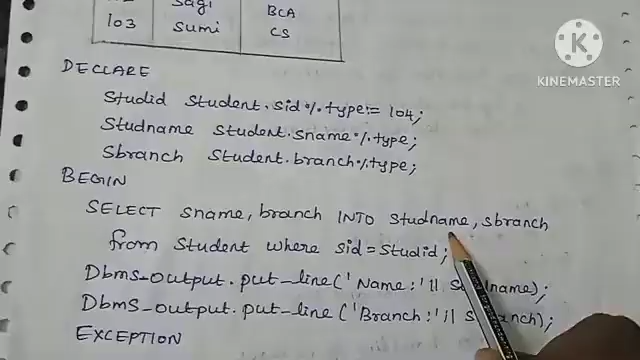 Sagi BCA
103 Sumi CS
KINEMASTER
DECLARE
Studid Student.sid%type:= 104;
Studname Student.sname%.type;
Sbranch Student.branch%type;
BEGIN
SELECT sname, branch INTO Studname, sbranch
from Student where sid = Studid;
Dbms_output.put_line('Name:'||
Dbms_output.put_line('Branch:'||
EXCEPTION